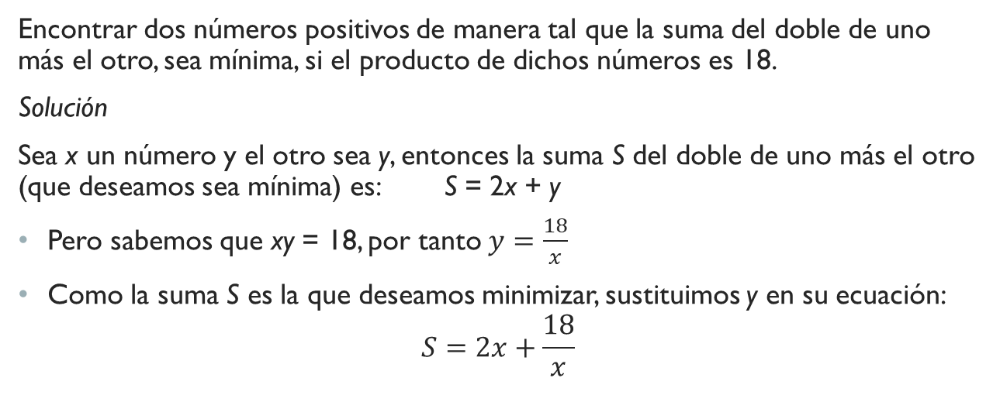 Encontrar dos números positivos de manera tal que la suma del doble de uno
más el otro, sea mínima, si el producto de dichos números es 18.
Solución
Sea x un número y el otro sea y, entonces la suma S del doble de uno más el otro
(que deseamos sea mínima) es: S = 2x + y
• Pero sabemos que xy = 18, por tanto y = 18/x
• Como la suma S es la que deseamos minimizar, sustituimos y en su ecuación:
S = 2x + 18/x